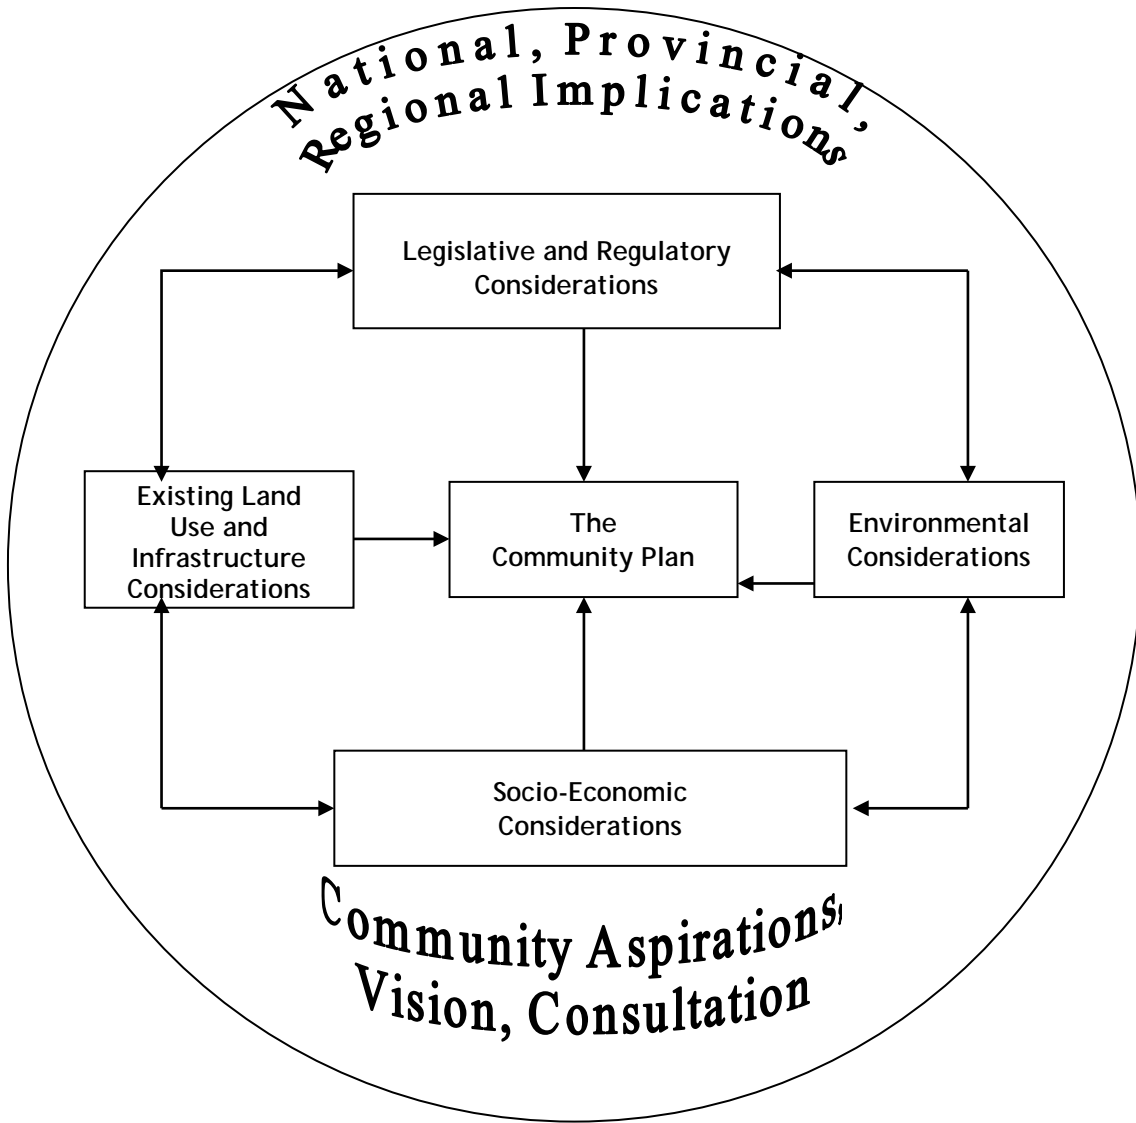 National, Provincial,
Regional Implications
Legislative and Regulatory
Considerations
Existing Land
Use and
Infrastructure
Considerations
The
Community Plan
Environmental
Considerations
Socio-Economic
Considerations
Community Aspirations,
Vision, Consultation